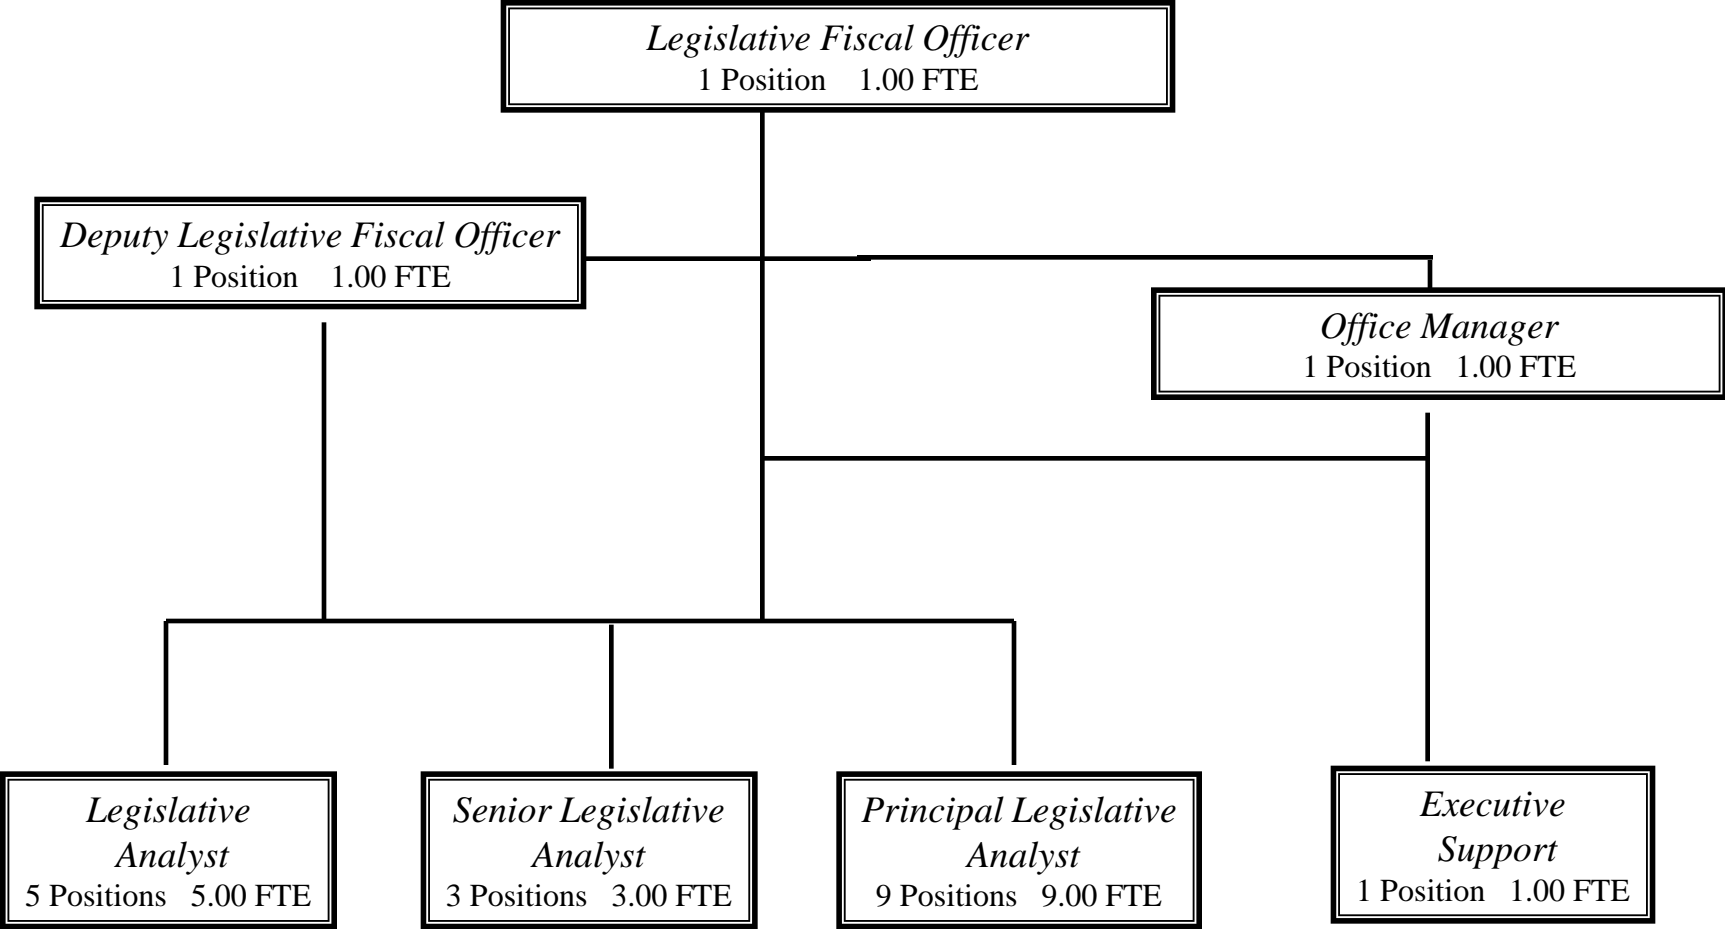 Legislative Fiscal Officer
1 Position 1.00 FTE
Deputy Legislative Fiscal Officer
1 Position 1.00 FTE
Office Manager
1 Position 1.00 FTE
Legislative
Analyst
5 Positions 5.00 FTE
Senior Legislative
Analyst
3 Positions 3.00 FTE
Principal Legislative
Analyst
9 Positions 9.00 FTE
Executive
Support
1 Position 1.00 FTE